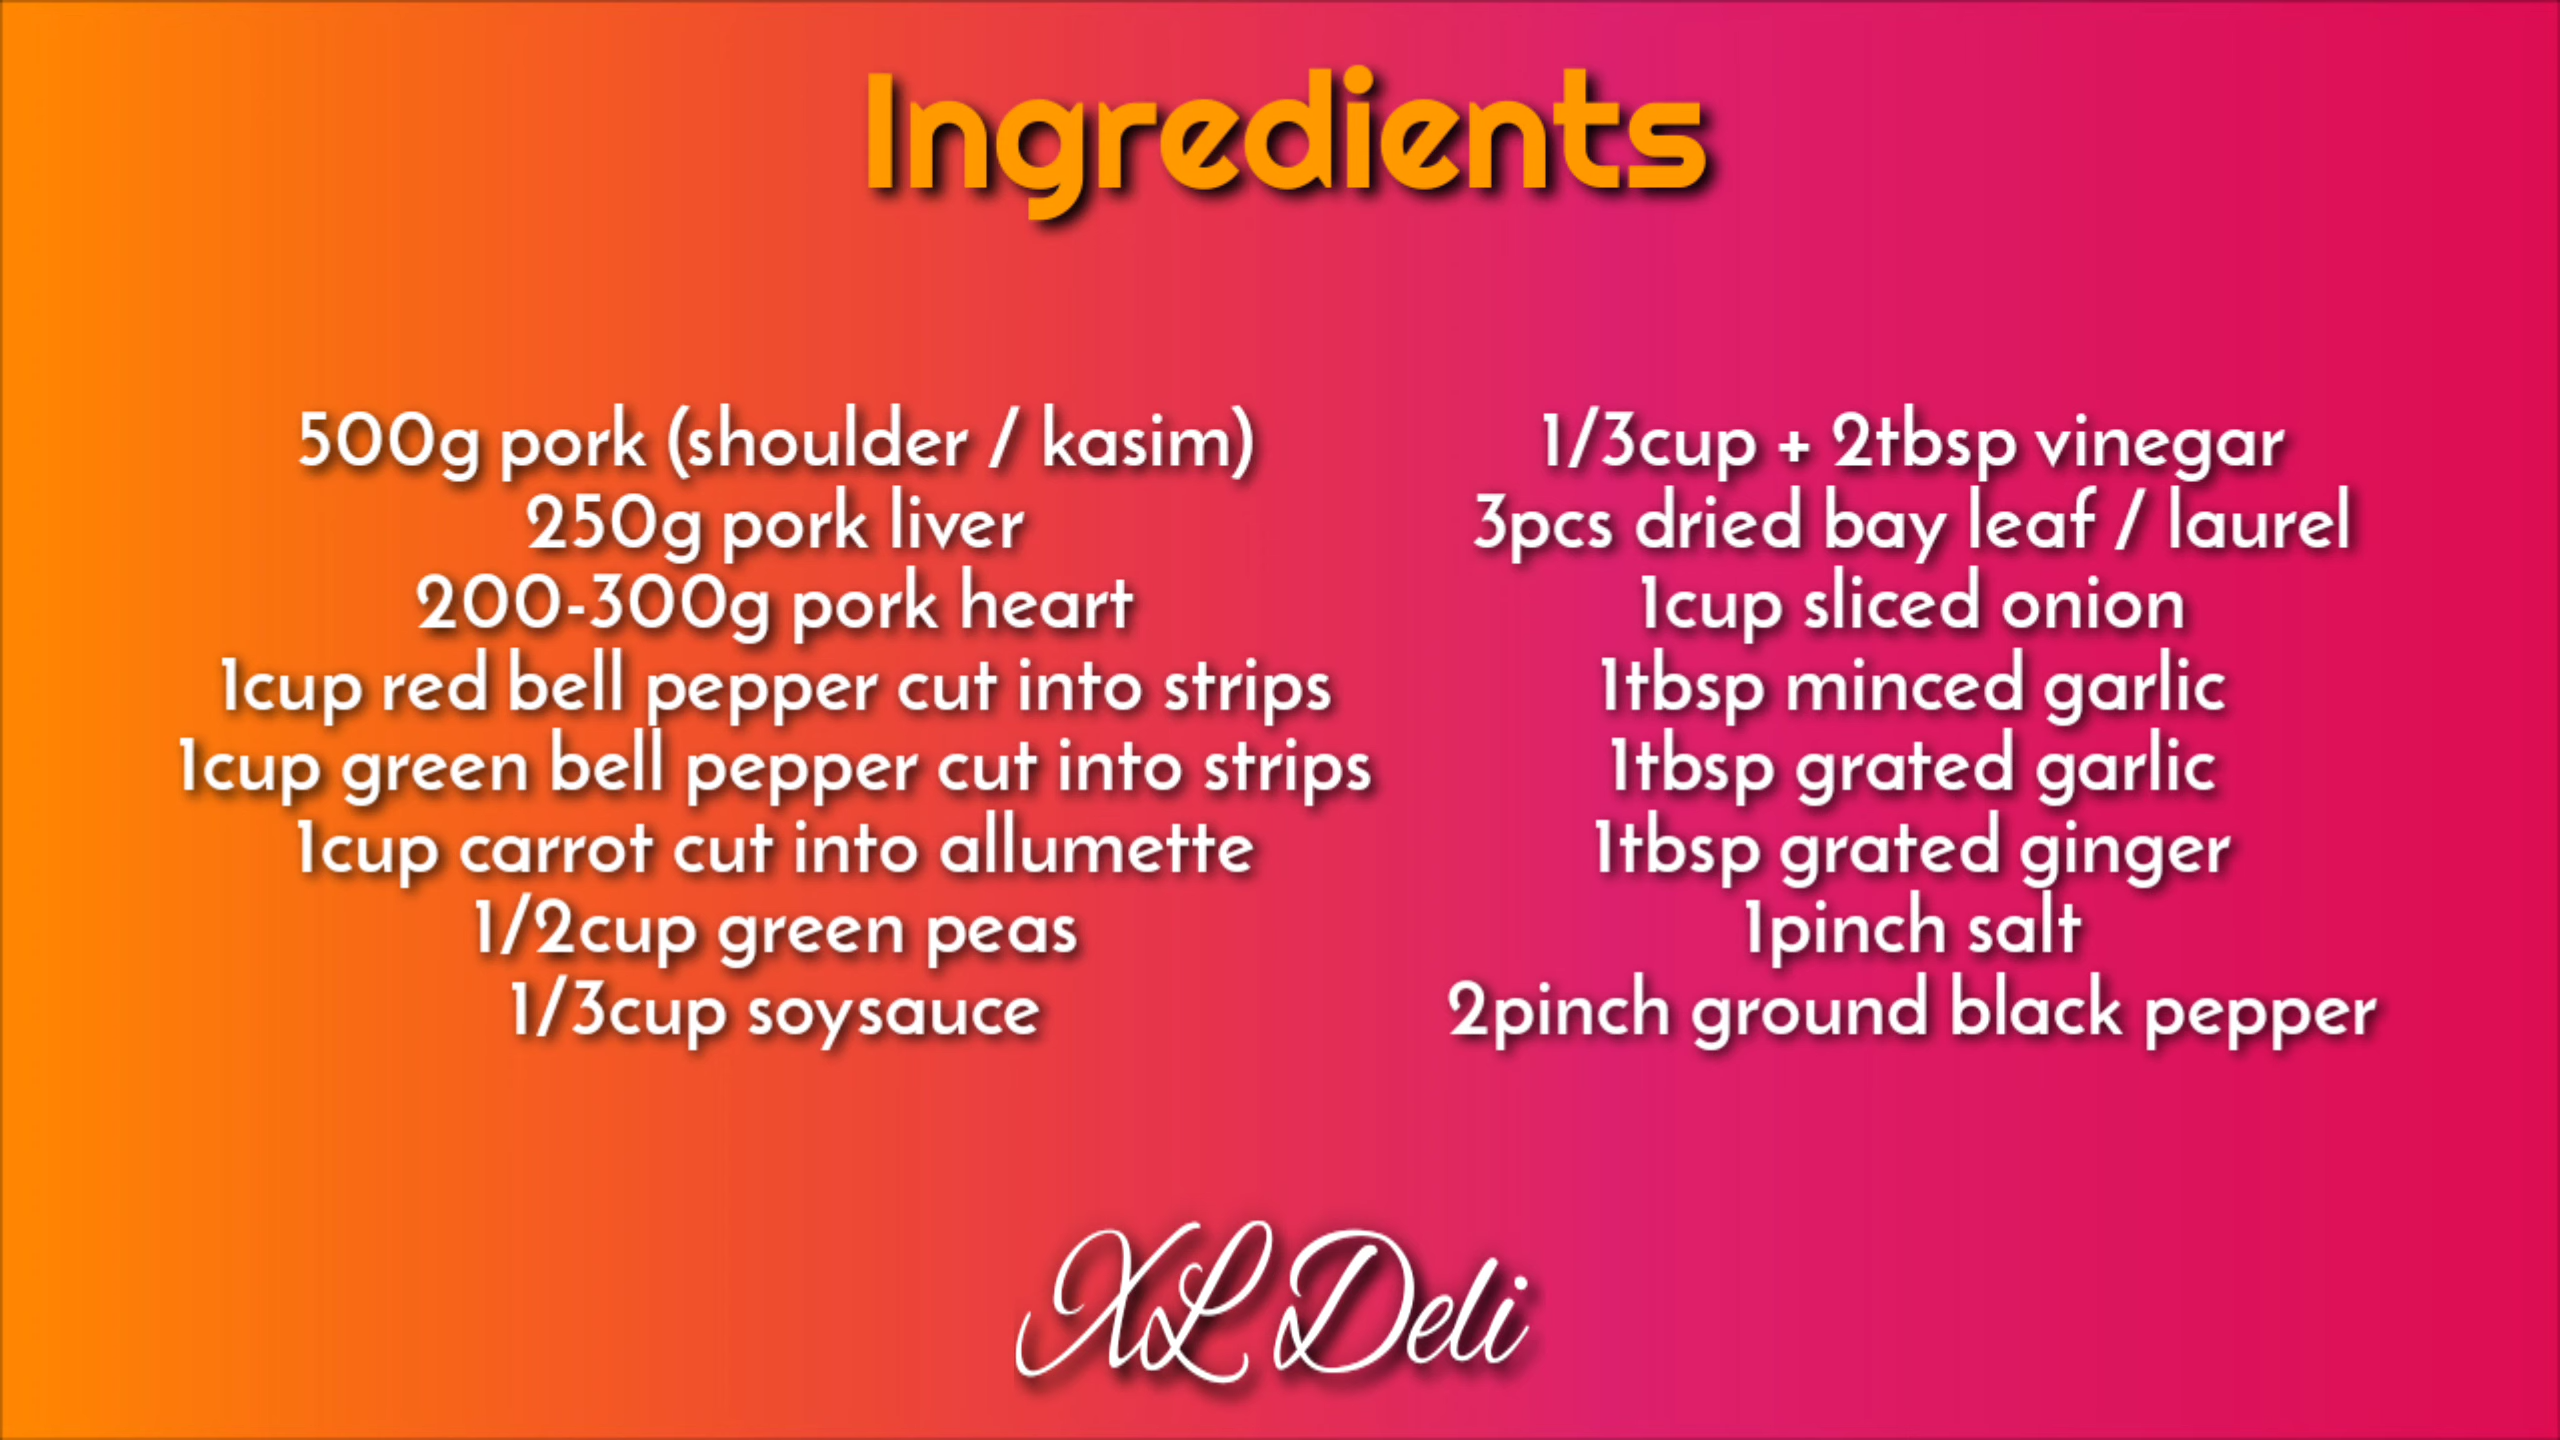 Ingredients
500g pork (shoulder / kasim)
250g pork liver
200-300g pork heart
1cup red bell pepper cut into strips
1cup green bell pepper cut into strips
1cup carrot cut into allumette
1/2cup green peas
1/3cup soysauce
1/3cup + 2tbsp vinegar
3pcs dried bay leaf / laurel
1cup sliced onion
1tbsp minced garlic
1tbsp grated garlic
1tbsp grated ginger
1pinch salt
2pinch ground black pepper
XL Deli